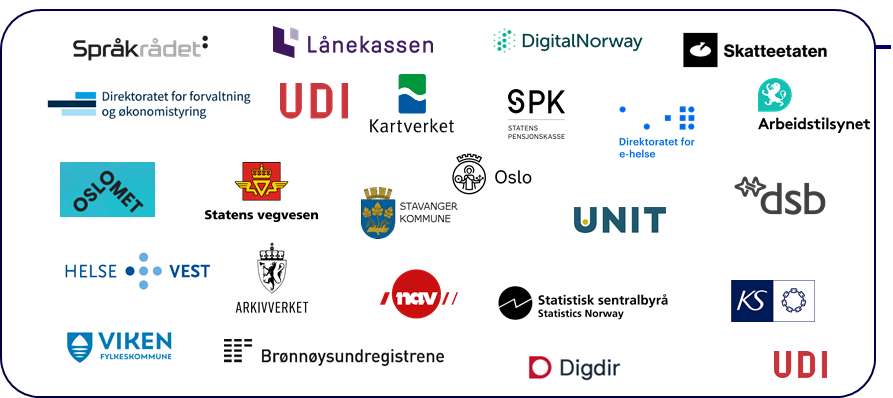 Språkrådet
Lånekassen
DigitalNorway
Skatteetaten
Direktoratet for forvaltning
og økonomistyring
UDI
Kartverket
SPK
STATENS
PENSJONSKASSE
Direktoratet for
e-helse
Arbeidstilsynet
OSLOMET
Statens vegvesen
STAVANGER
KOMMUNE
Oslo
UNIT
dsb
HELSE VEST
ARKIVVERKET
nav
Statistisk sentralbyrå
Statistics Norway
KS
VIKEN
FYLKESKOMMUNE
Brønnøysundregistrene
Digdir
UDI